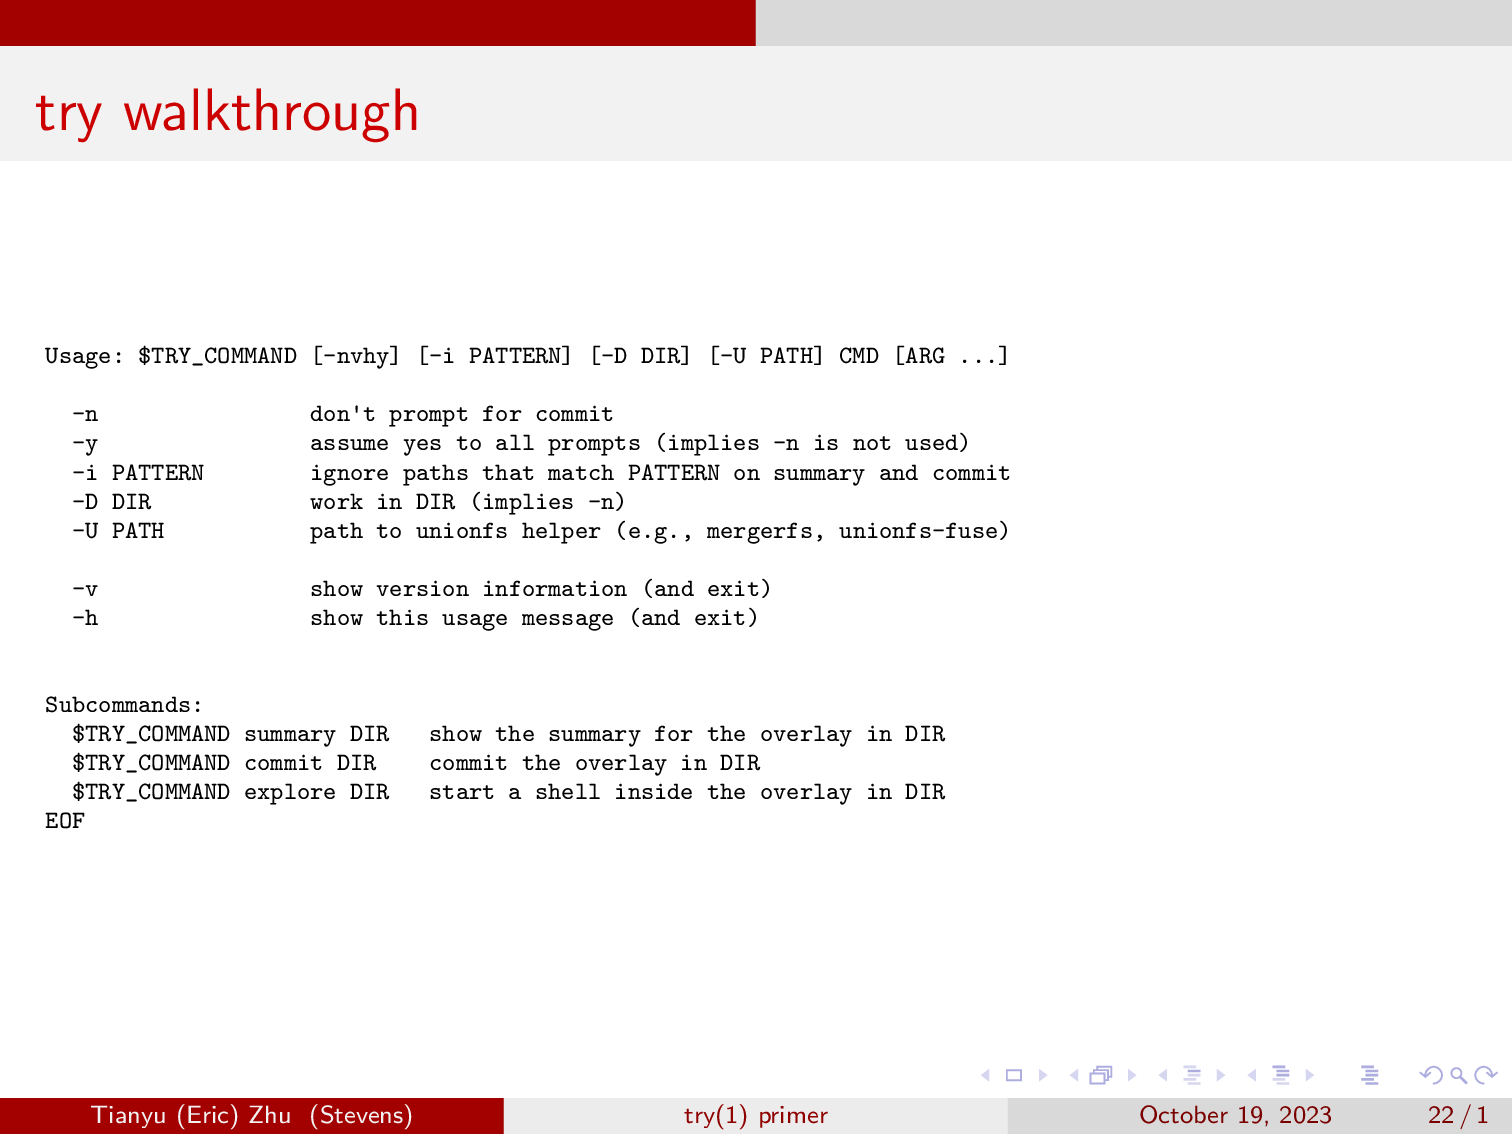 try walkthrough
Usage: $TRY_COMMAND [-nvhy] [-i PATTERN] [-D DIR] [-U PATH] CMD [ARG ...]
-n                don't prompt for commit
-y                assume yes to all prompts (implies -n is not used)
-i PATTERN        ignore paths that match PATTERN on summary and commit
-D DIR            work in DIR (implies -n)
-U PATH           path to unionfs helper (e.g., mergerfs, unionfs-fuse)
-v                show version information (and exit)
-h                show this usage message (and exit)
Subcommands:
$TRY_COMMAND summary DIR   show the summary for the overlay in DIR
$TRY_COMMAND commit DIR    commit the overlay in DIR
$TRY_COMMAND explore DIR   start a shell inside the overlay in DIR
EOF
Tianyu (Eric) Zhu (Stevens) try(1) primer October 19, 2023 22 / 1